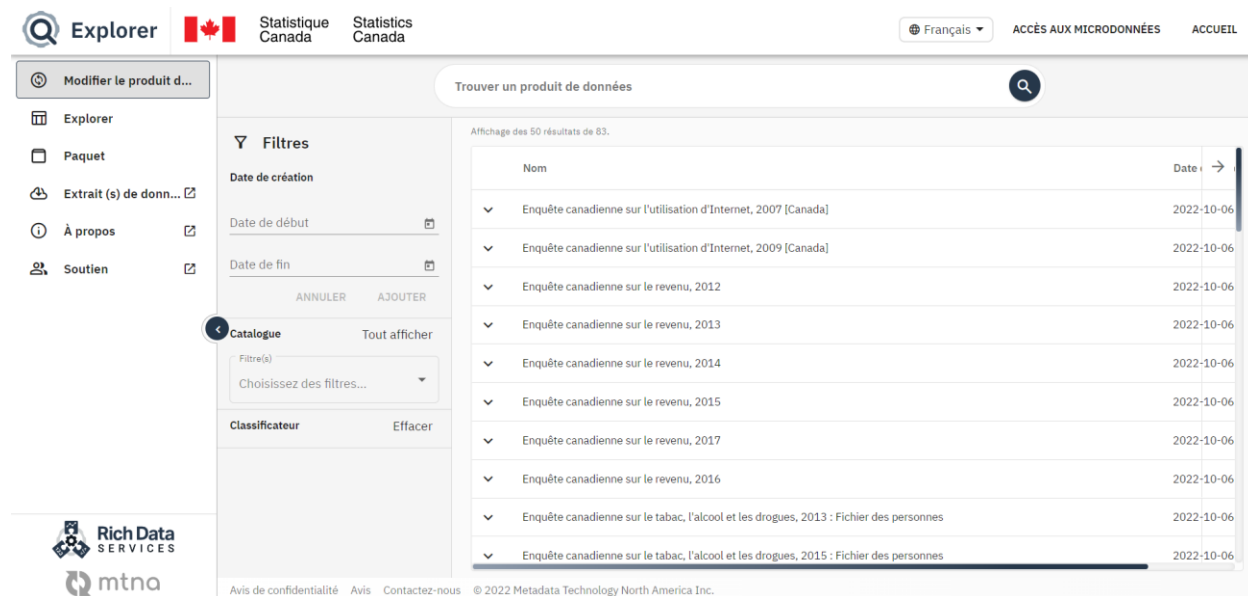 Explorer
Statistique
Canada
Statistics
Canada
Français
ACCÈS AUX MICRODONNÉES
ACCUEIL
Modifier le produit d...
Explorer
Paquet
Extrait (s) de donn...
À propos
Soutien
Trouver un produit de données
Filtres
Date de création
Date de début
Date de fin
ANNULER
AJOUTER
Catalogue
Tout afficher
Filtre(s)
Choisissez des filtres...
Classificateur
Effacer
Affichage des 50 résultats de 83.
Nom
Date
Enquête canadienne sur l'utilisation d'Internet, 2007 [Canada] 2022-10-06
Enquête canadienne sur l'utilisation d'Internet, 2009 [Canada] 2022-10-06
Enquête canadienne sur le revenu, 2012 2022-10-06
Enquête canadienne sur le revenu, 2013 2022-10-06
Enquête canadienne sur le revenu, 2014 2022-10-06
Enquête canadienne sur le revenu, 2015 2022-10-06
Enquête canadienne sur le revenu, 2017 2022-10-06
Enquête canadienne sur le revenu, 2016 2022-10-06
Enquête canadienne sur le tabac, l'alcool et les drogues, 2013 : Fichier des personnes 2022-10-06
Enquête canadienne sur le tabac, l'alcool et les drogues, 2015 : Fichier des personnes 2022-10-06
Rich Data
SERVICES
mtna
Avis de confidentialité Avis Contactez-nous © 2022 Metadata Technology North America Inc.